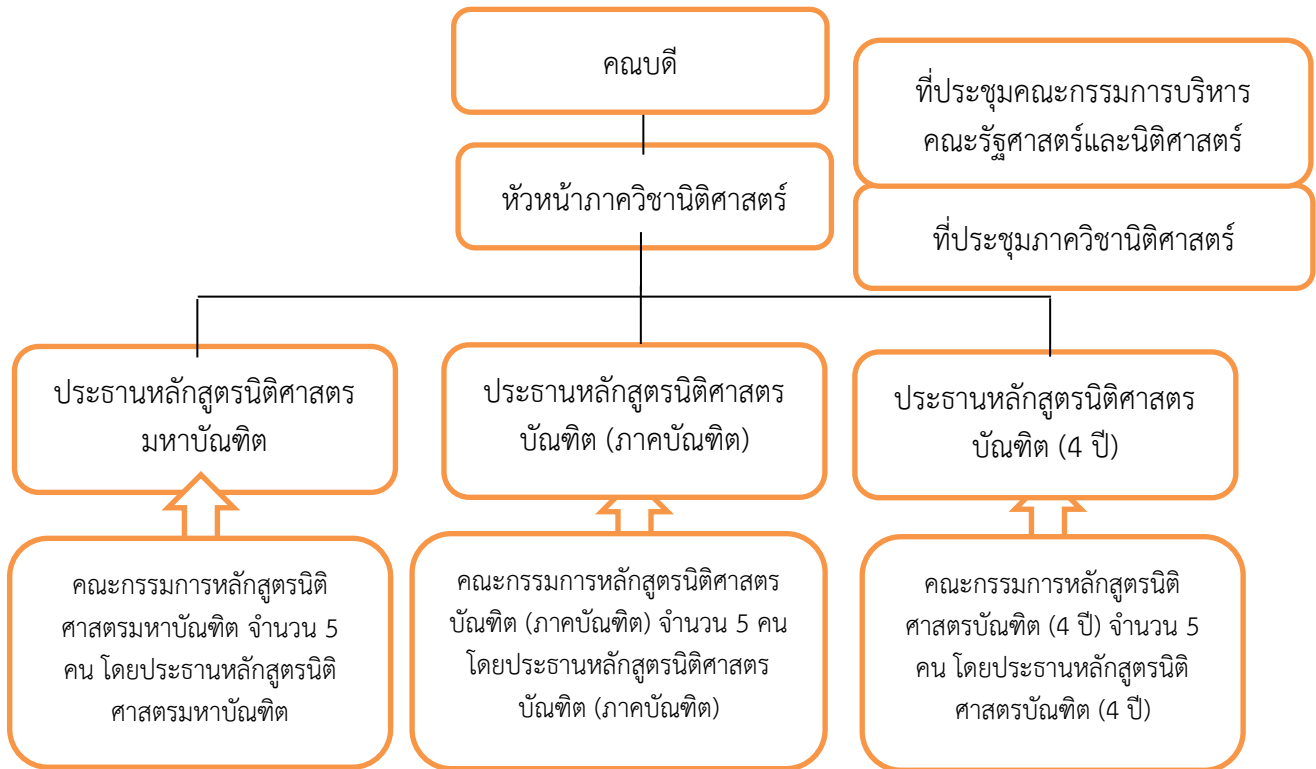 คณบดี
ที่ประชุมคณะกรรมการบริหาร
คณะรัฐศาสตร์และนิติศาสตร์
หัวหน้าภาควิชานิติศาสตร์
ที่ประชุมภาควิชานิติศาสตร์
ประธานหลักสูตรนิติศาสตร
มหาบัณฑิต
ประธานหลักสูตรนิติศาสตร
บัณฑิต (ภาคบัณฑิต)
ประธานหลักสูตรนิติศาสตร
บัณฑิต (4 ปี)
คณะกรรมการหลักสูตรนิติ
ศาสตรมหาบัณฑิต จำนวน 5
คน โดยประธานหลักสูตรนิติ
ศาสตรมหาบัณฑิต
คณะกรรมการหลักสูตรนิติศาสตร
บัณฑิต (ภาคบัณฑิต) จำนวน 5 คน
โดยประธานหลักสูตรนิติศาสตร
บัณฑิต (ภาคบัณฑิต)
คณะกรรมการหลักสูตรนิติ
ศาสตรบัณฑิต (4 ปี) จำนวน 5
คน โดยประธานหลักสูตรนิติ
ศาสตรบัณฑิต (4 ปี)